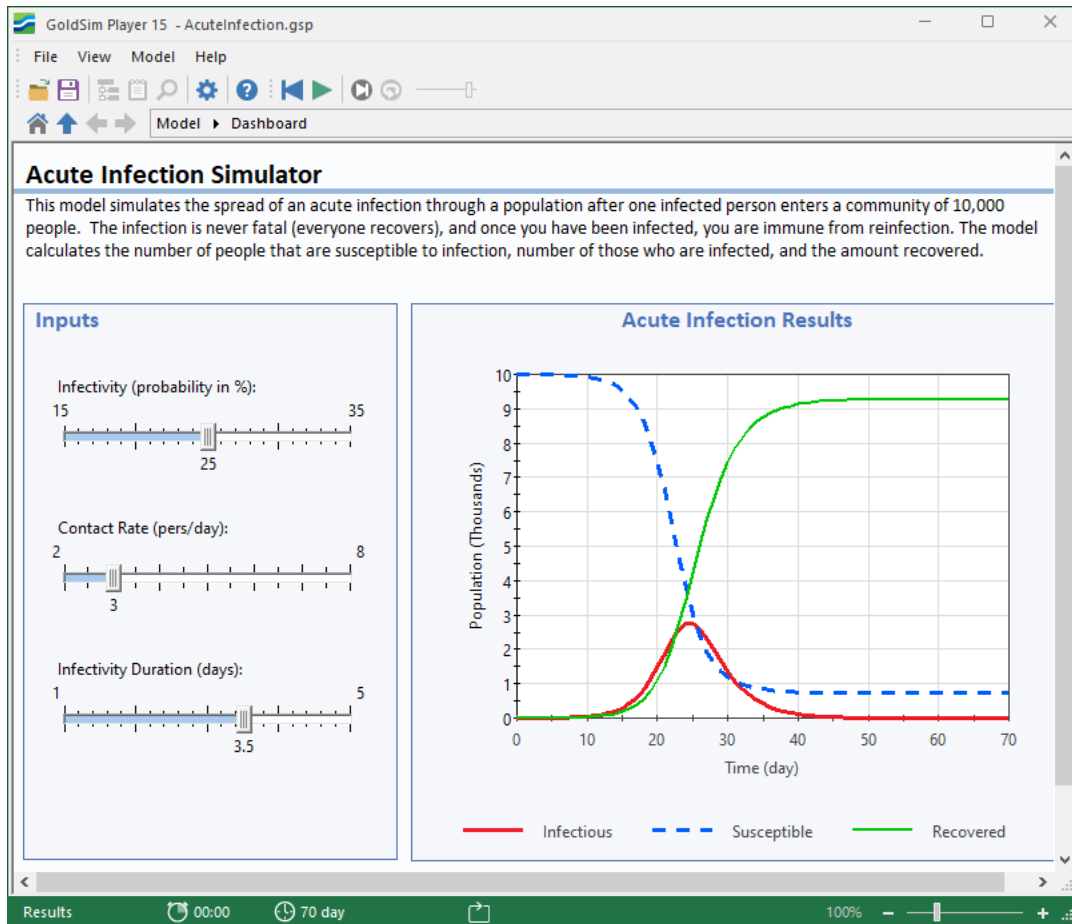 GoldSim Player 15 - AcuteInfection.gsp
File View Model Help
Model Dashboard
Acute Infection Simulator
This model simulates the spread of an acute infection through a population after one infected person enters a community of 10,000
people. The infection is never fatal (everyone recovers), and once you have been infected, you are immune from reinfection. The model
calculates the number of people that are susceptible to infection, number of those who are infected, and the amount recovered.
Inputs
Infectivity (probability in %):
15 35
25
Contact Rate (pers/day):
2 8
3
Infectivity Duration (days):
1 5
3.5
Acute Infection Results
Population (Thousands)
10
9
8
7
6
5
4
3
2
1
0
0 10 20 30 40 50 60 70
Time (day)
Infectious Susceptible Recovered
Results 00:00 70 day 100%